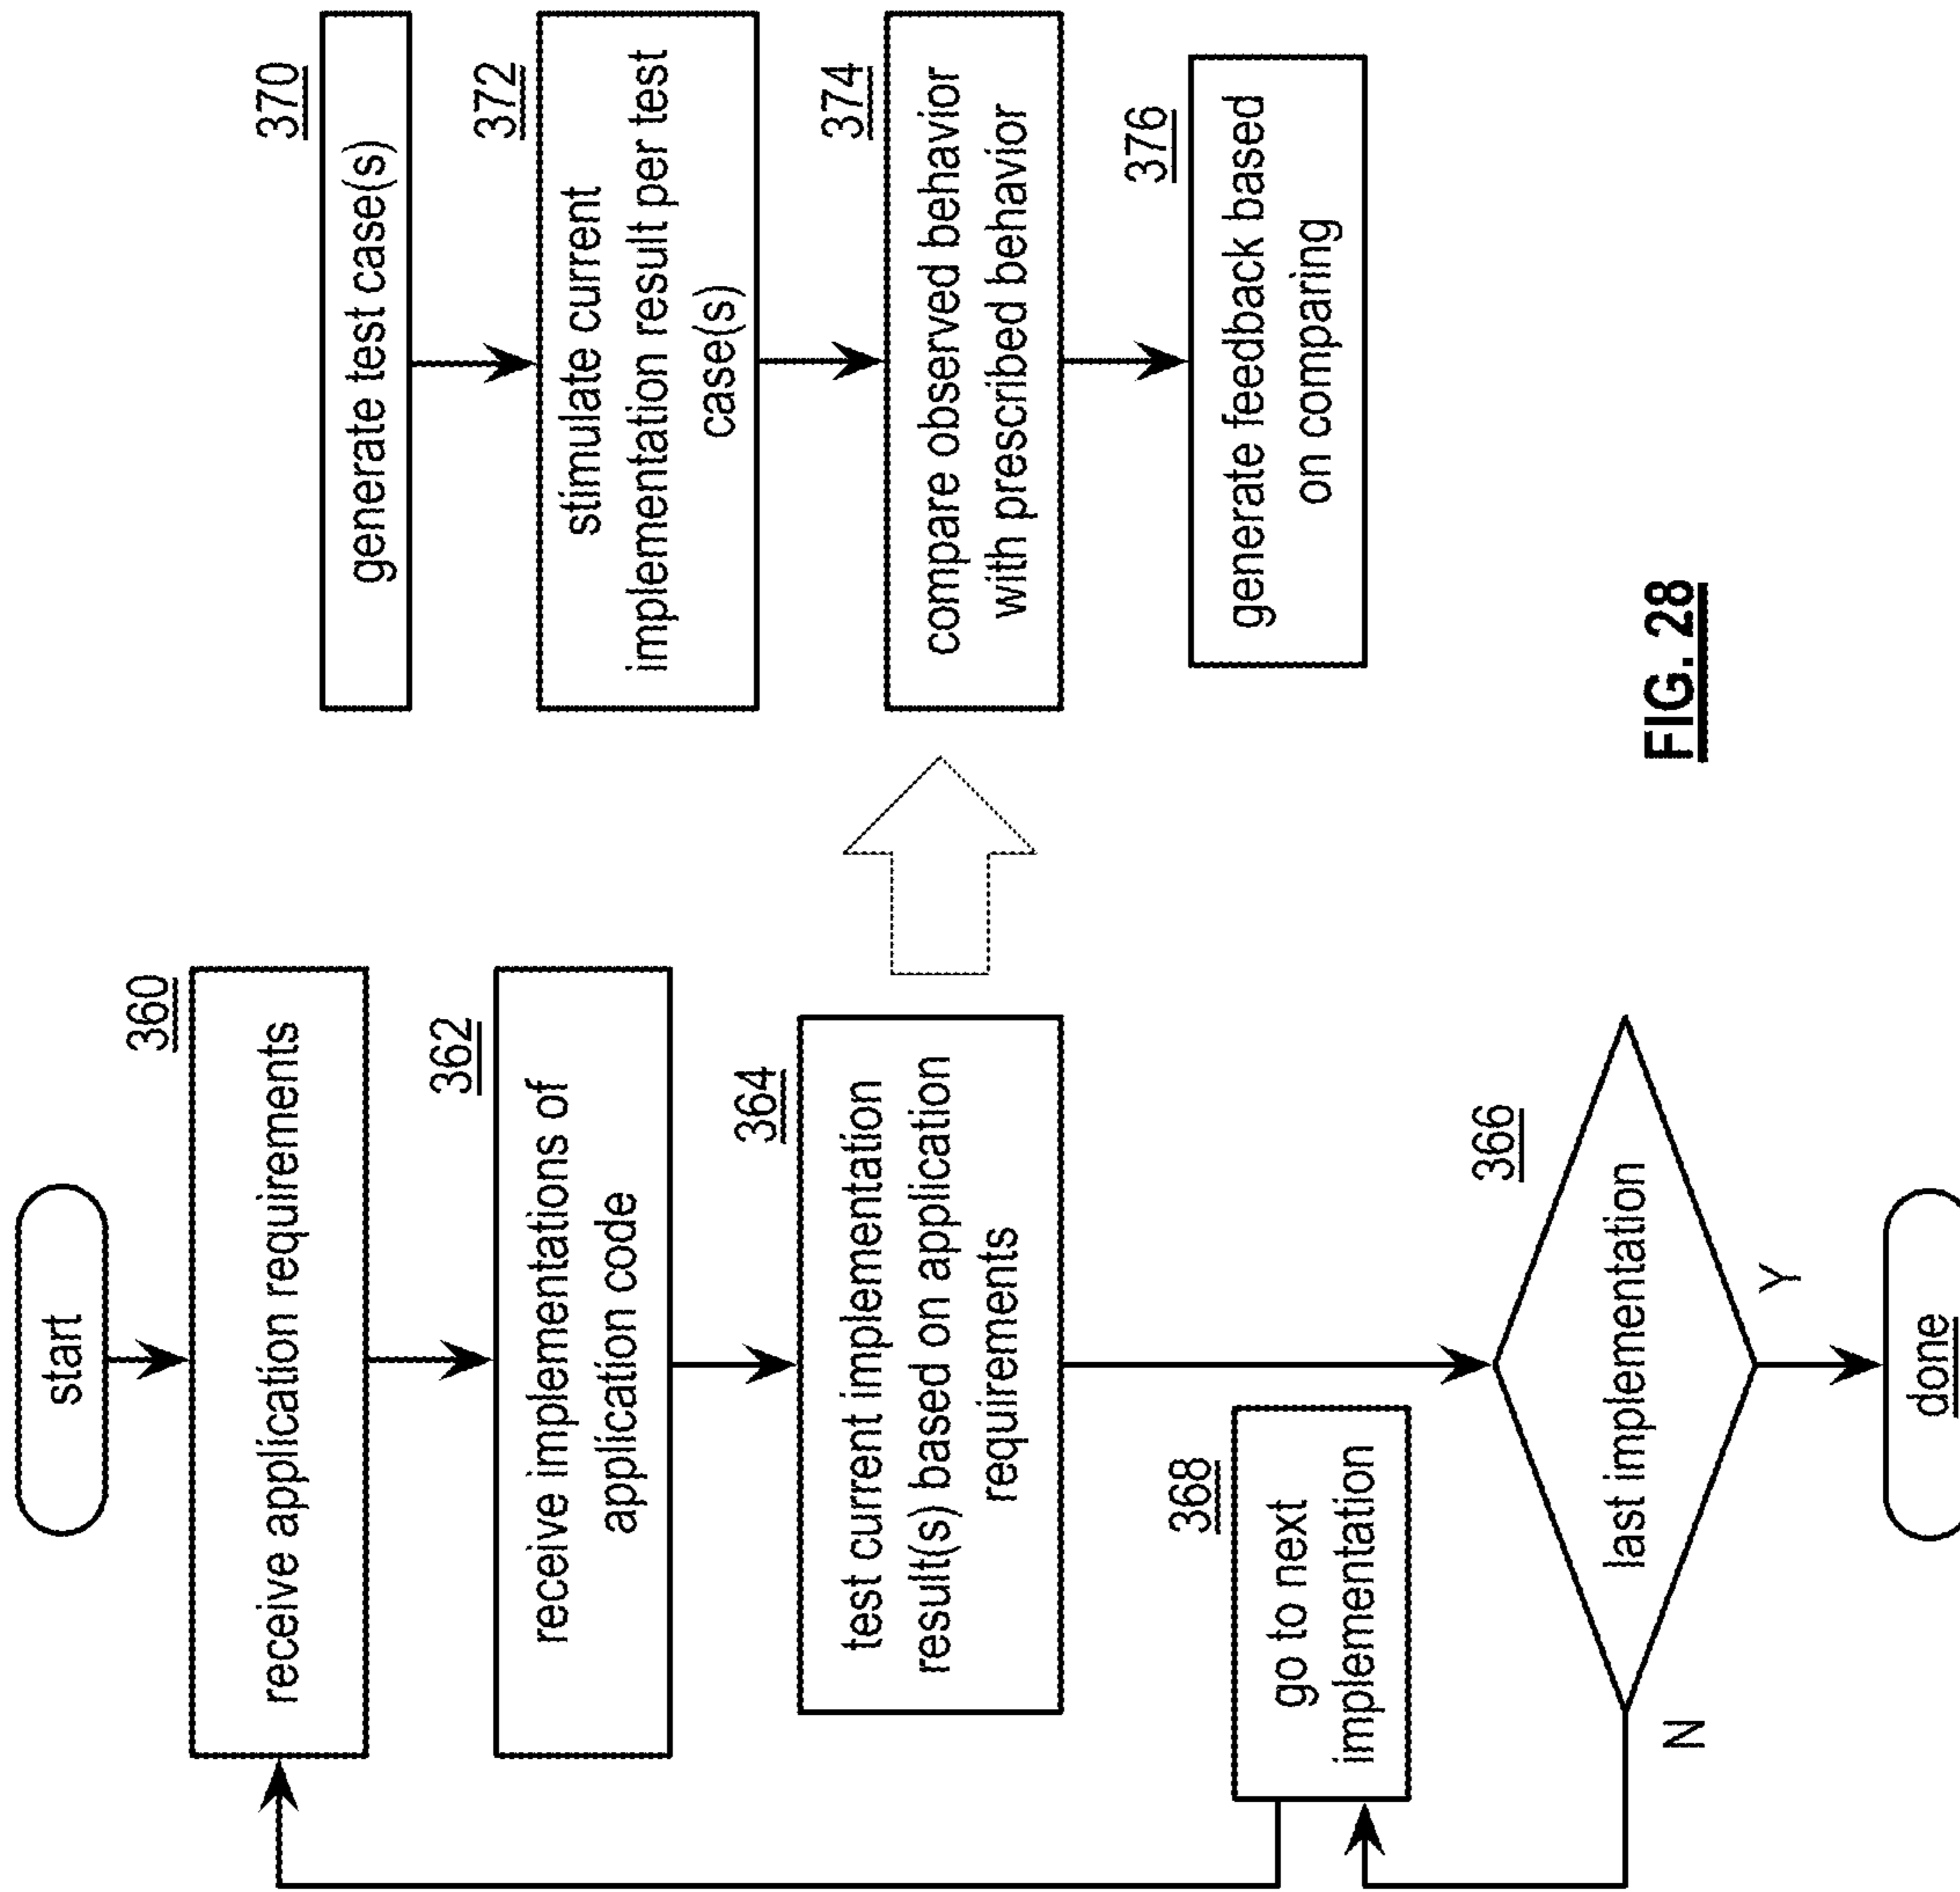 start
360
receive application requirements
362
receive implementations of
application code
364
test current implementation
result(s) based on application
requirements
368
go to next
implementation
366
last implementation
N
Y
done
370
generate test case(s)
372
stimulate current
implementation result per test
case(s)
374
compare observed behavior
with prescribed behavior
376
generate feedback based
on comparing
FIG. 28